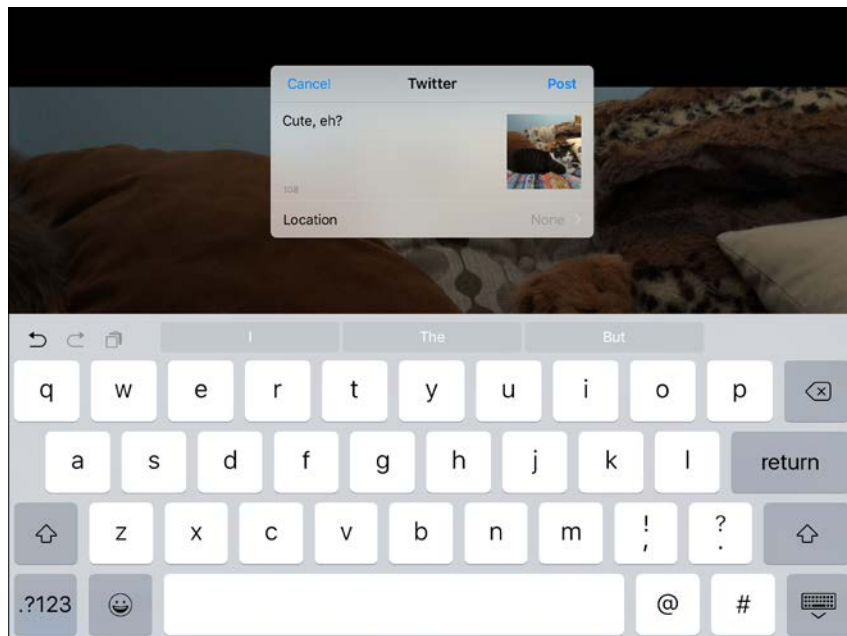 Cancel Twitter Post
Cute, eh?
108
Location None
I The But
q w e r t y u i o p
a s d f g h j k l return
z x c v b n m ! , ? .
.?123 @ #